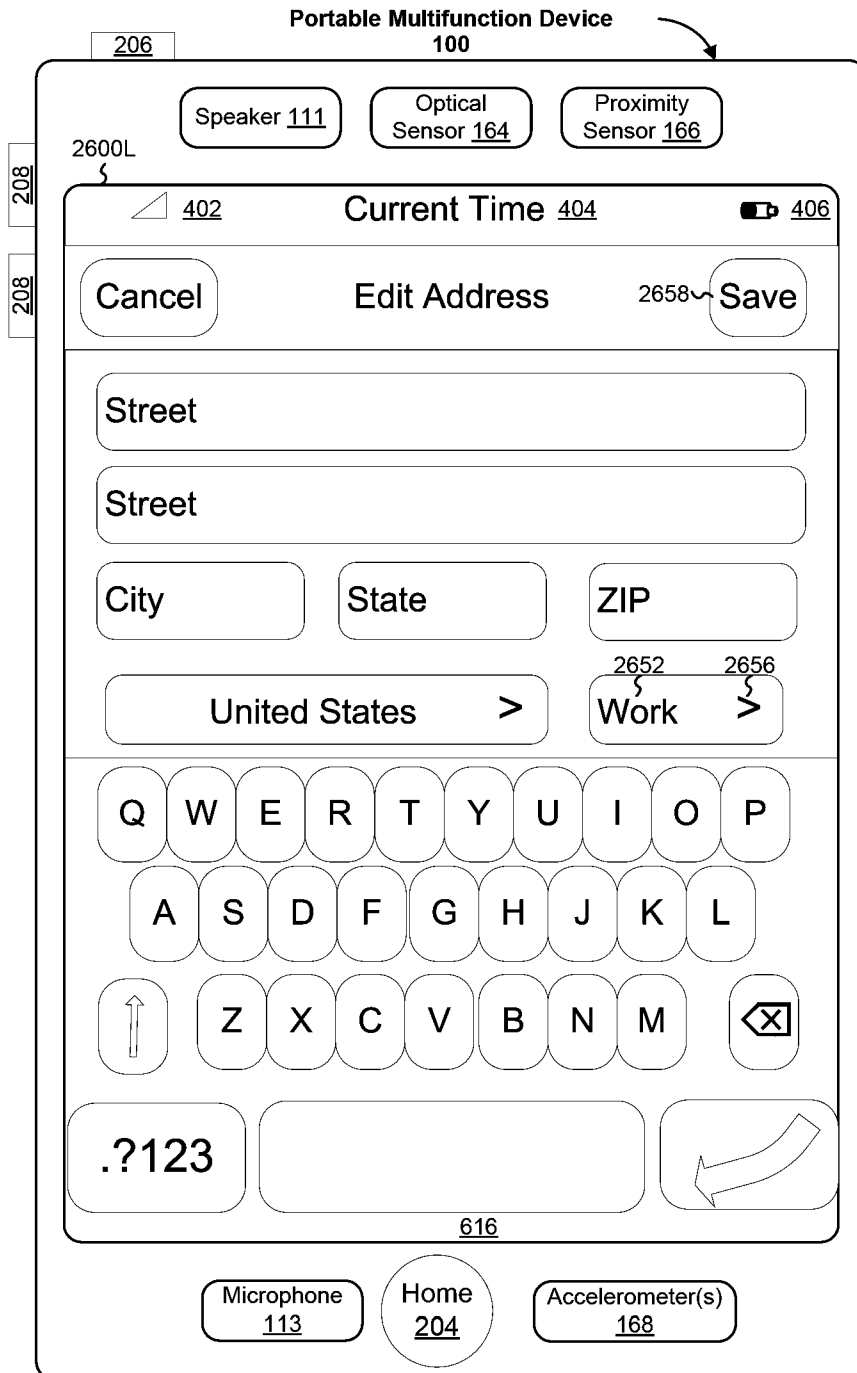 Portable Multifunction Device
100
206
Speaker 111
Optical
Sensor 164
Proximity
Sensor 166
2600L
208
208
402
Current Time 404
406
Cancel
Edit Address
2658
Save
Street
Street
City
State
ZIP
2652
2656
United States >
Work >
Q W E R T Y U I O P
A S D F G H J K L
Z X C V B N M
.?123
616
Microphone
113
Home
204
Accelerometer(s)
168